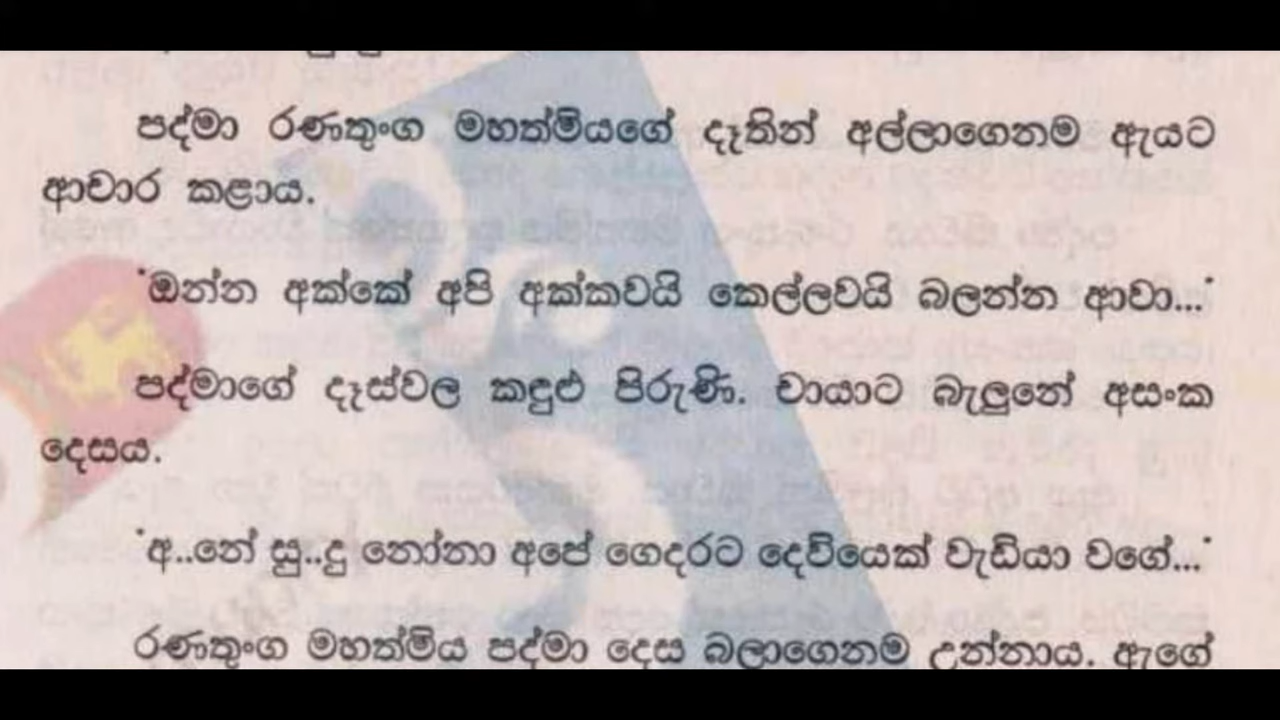 පද්මා රණතුංග මහත්මියගේ දෑතින් අල්ලාගෙනම ඇයට
ආචාර කළාය.
'ඔන්න අක්කේ අපි අක්කවයි කෙල්ලවයි බලන්න ආවා...'
පද්මාගේ දෑස්වල කඳුළු පිරුණි. චායාට බැලුනේ අසංක
දෙසය.
'අ..නේ සු..දු නෝනා අපේ ගෙදරට දෙවියෙක් වැඩියා වගේ...'
රණතුංග මහත්මිය පද්මා දෙස බලාගෙනම උන්නාය. ඇගේ